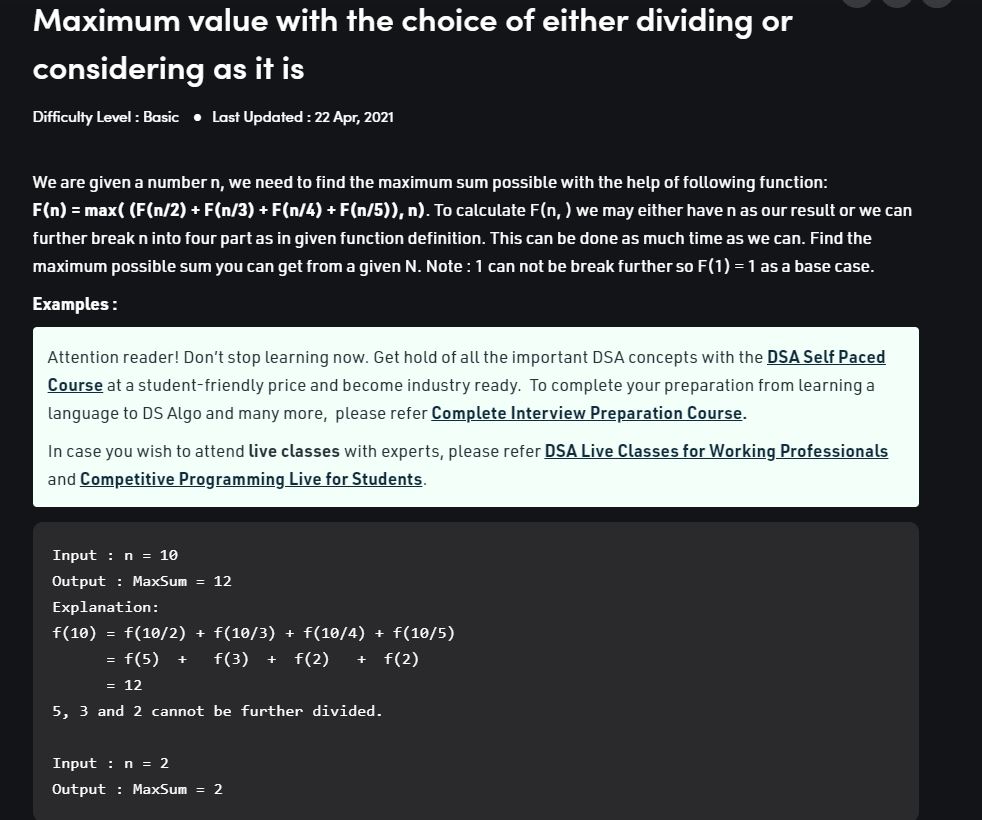 Maximum value with the choice of either dividing or
considering as it is
Difficulty Level : Basic ● Last Updated : 22 Apr, 2021
We are given a number n, we need to find the maximum sum possible with the help of following function:
F(n) = max( (F(n/2) + F(n/3) + F(n/4) + F(n/5)), n). To calculate F(n, ) we may either have n as our result or we can
further break n into four part as in given function definition. This can be done as much time as we can. Find the
maximum possible sum you can get from a given N. Note : 1 can not be break further so F(1) = 1 as a base case.
Examples :
Attention reader! Don’t stop learning now. Get hold of all the important DSA concepts with the DSA Self Paced
Course at a student-friendly price and become industry ready.  To complete your preparation from learning a
language to DS Algo and many more,  please refer Complete Interview Preparation Course.
In case you wish to attend live classes with experts, please refer DSA Live Classes for Working Professionals
and Competitive Programming Live for Students.
Input : n = 10
Output : MaxSum = 12
Explanation:
f(10) = f(10/2) + f(10/3) + f(10/4) + f(10/5)
      = f(5)  +   f(3)  +  f(2)   +  f(2)
      = 12
5, 3 and 2 cannot be further divided.
Input : n = 2
Output : MaxSum = 2